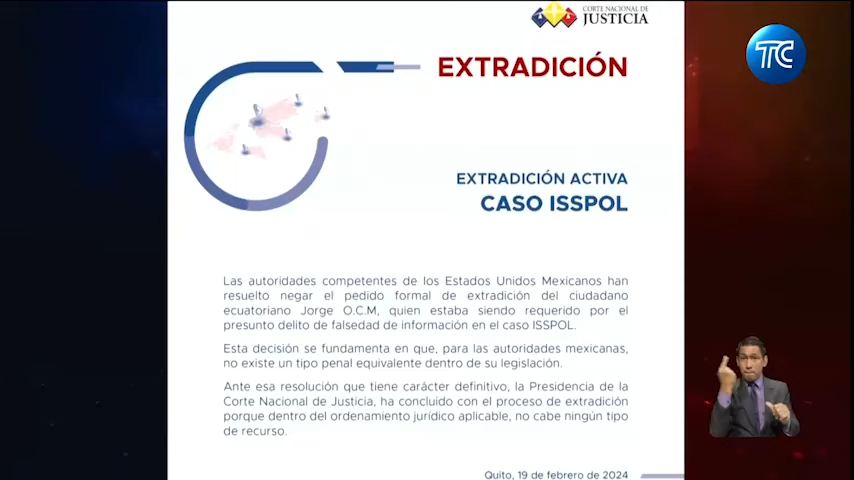 CORTE NACIONAL DE
JUSTICIA
TC
EXTRADICIÓN
EXTRADICIÓN ACTIVA
CASO ISSPOL
Las autoridades competentes de los Estados Unidos Mexicanos han
resuelto negar el pedido formal de extradición del ciudadano
ecuatoriano Jorge O.C.M, quien estaba siendo requerido por el
presunto delito de falsedad de información en el caso ISSPOL.
Esta decisión se fundamenta en que, para las autoridades mexicanas,
no existe un tipo penal equivalente dentro de su legislación.
Ante esa resolución que tiene carácter definitivo, la Presidencia de la
Corte Nacional de Justicia, ha concluido con el proceso de extradición
porque dentro del ordenamiento jurídico aplicable, no cabe ningún tipo
de recurso.
Quito, 19 de febrero de 2024